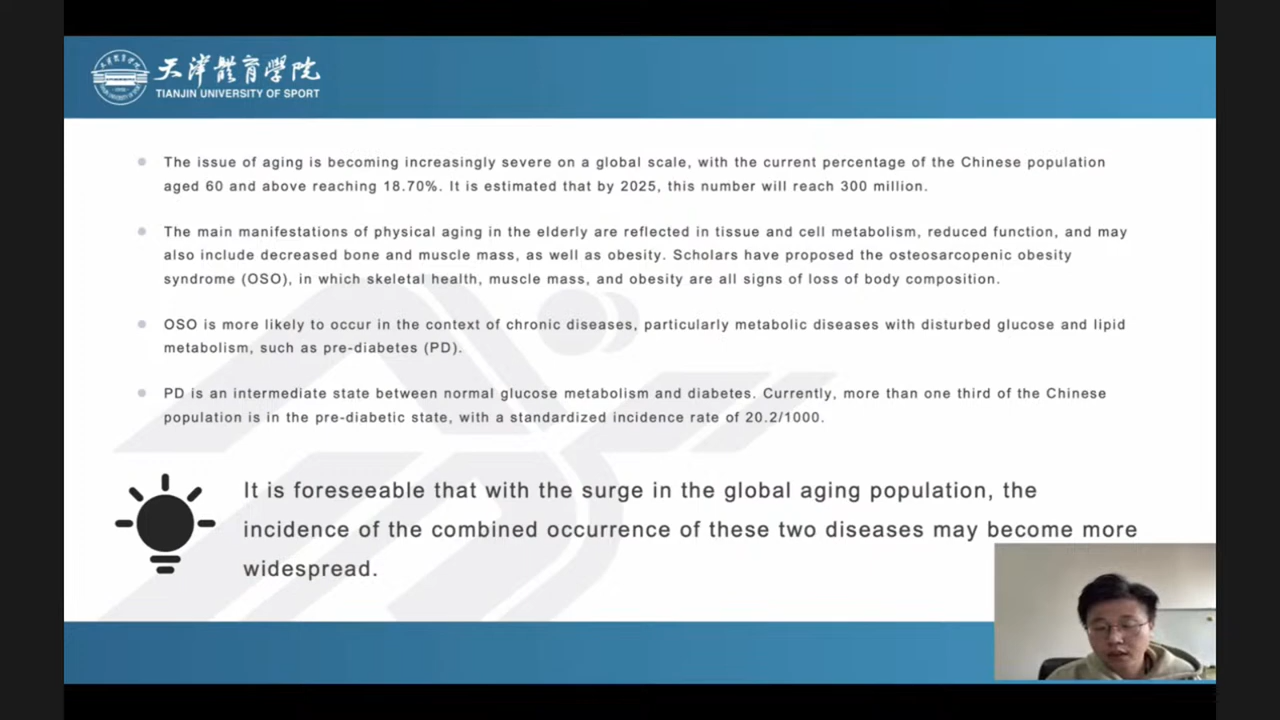 天津體育學院
TIANJIN UNIVERSITY OF SPORT
The issue of aging is becoming increasingly severe on a global scale, with the current percentage of the Chinese population
aged 60 and above reaching 18.70%. It is estimated that by 2025, this number will reach 300 million.
The main manifestations of physical aging in the elderly are reflected in tissue and cell metabolism, reduced function, and may
also include decreased bone and muscle mass, as well as obesity. Scholars have proposed the osteosarcopenic obesity
syndrome (OSO), in which skeletal health, muscle mass, and obesity are all signs of loss of body composition.
OSO is more likely to occur in the context of chronic diseases, particularly metabolic diseases with disturbed glucose and lipid
metabolism, such as pre-diabetes (PD).
PD is an intermediate state between normal glucose metabolism and diabetes. Currently, more than one third of the Chinese
population is in the pre-diabetic state, with a standardized incidence rate of 20.2/1000.
It is foreseeable that with the surge in the global aging population, the
incidence of the combined occurrence of these two diseases may become more
widespread.